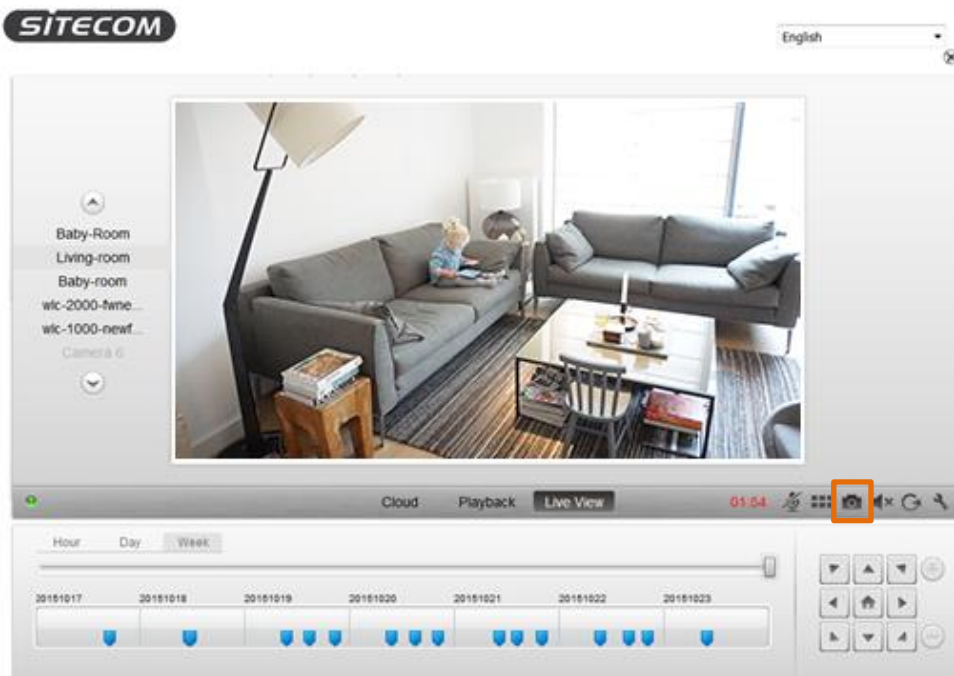 SITECOM
English
Baby-Room
Living-room
Baby-room
wlc-2000-fwne...
wlc-1000-newf...
Camera 6
Cloud Playback Live View 01:54
Hour Day Week
20151017 20151018 20151019 20151020 20151021 20151022 20151023